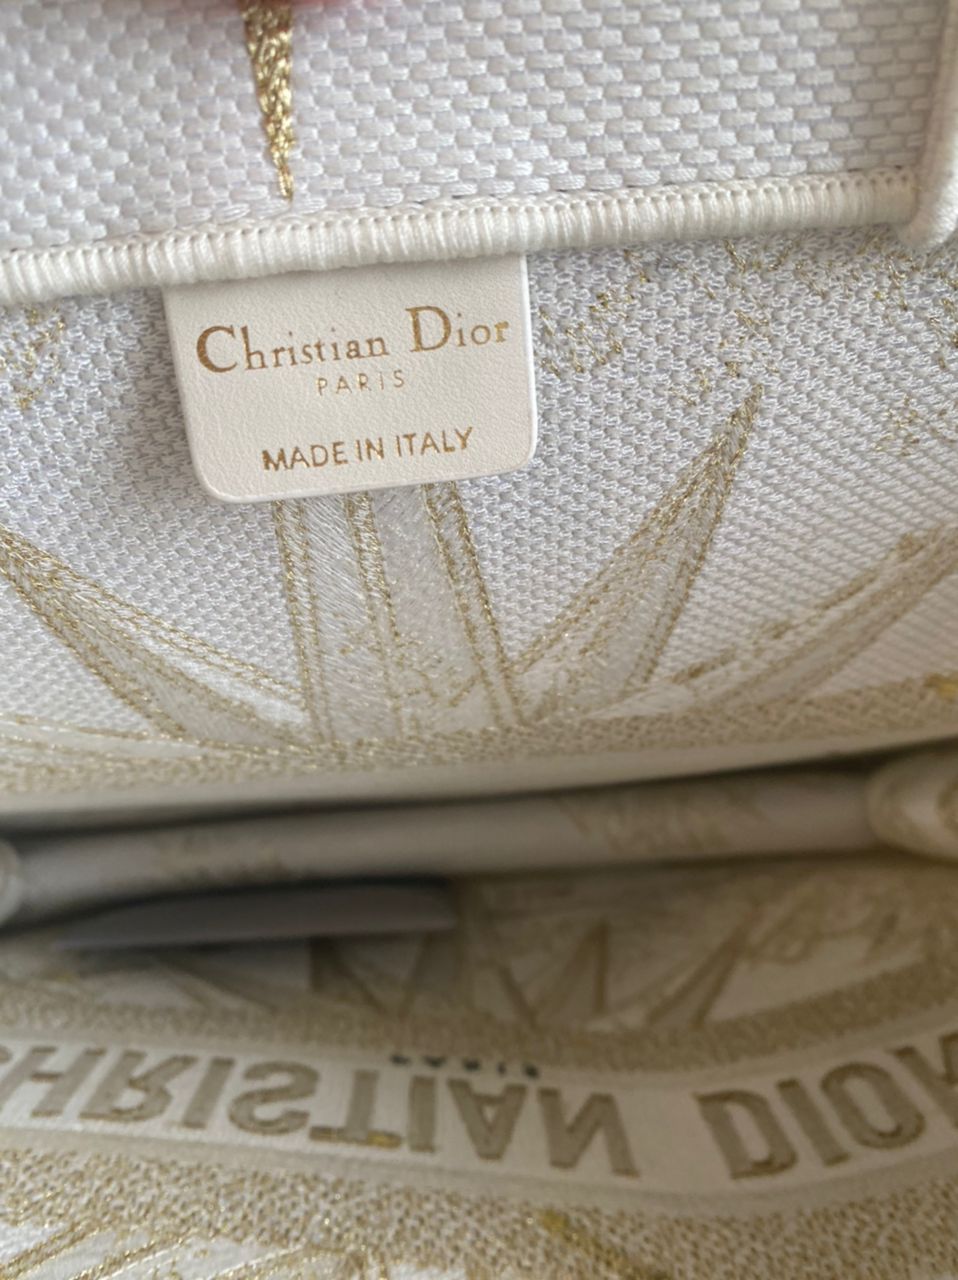 Christian Dior
PARIS
MADE IN ITALY
CHRISTIAN DIOR